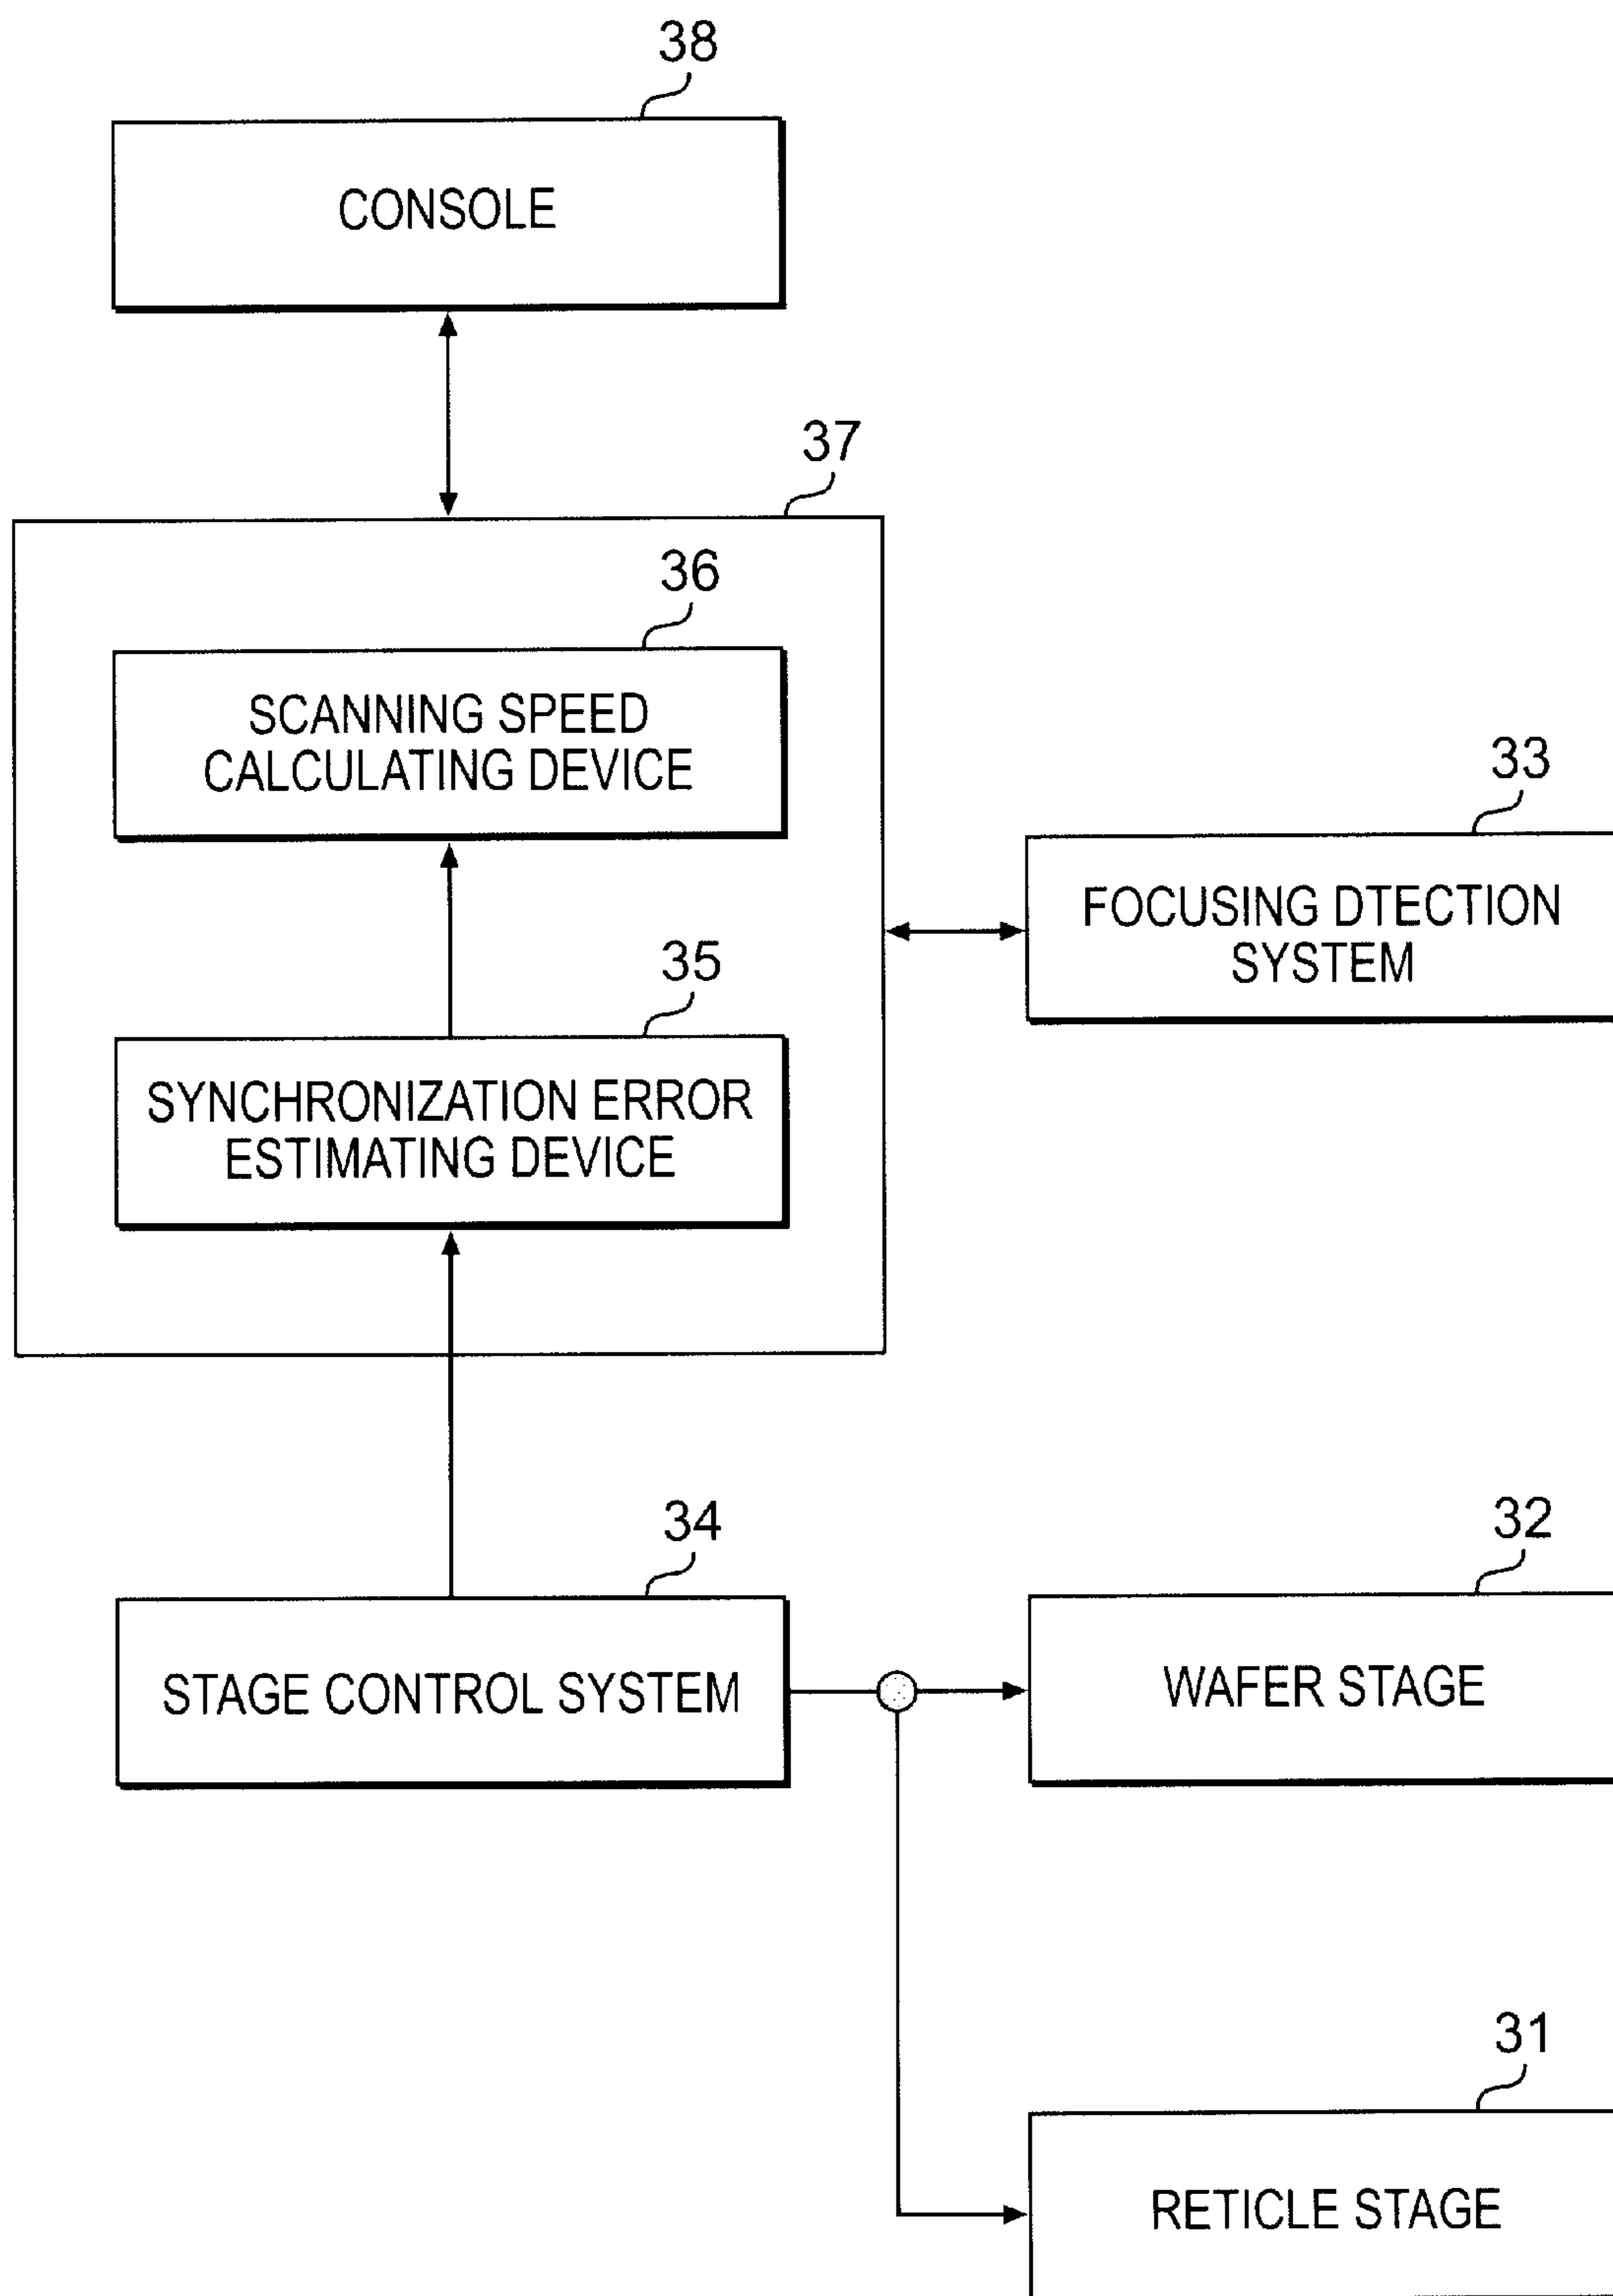 38
CONSOLE
37
36
SCANNING SPEED
CALCULATING DEVICE
33
FOCUSING DTECTION
SYSTEM
35
SYNCHRONIZATION ERROR
ESTIMATING DEVICE
34
STAGE CONTROL SYSTEM
32
WAFER STAGE
31
RETICLE STAGE